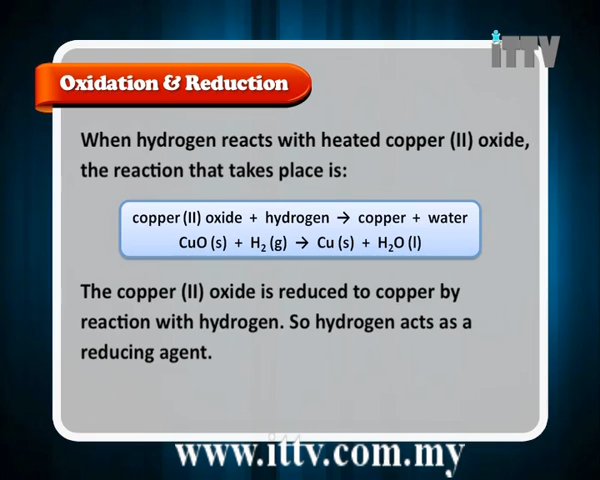 iTTV
Oxidation & Reduction
When hydrogen reacts with heated copper (II) oxide,
the reaction that takes place is:
copper (II) oxide + hydrogen → copper + water
CuO (s) + H₂ (g) → Cu (s) + H₂O (l)
The copper (II) oxide is reduced to copper by
reaction with hydrogen. So hydrogen acts as a
reducing agent.
www.ittv.com.my